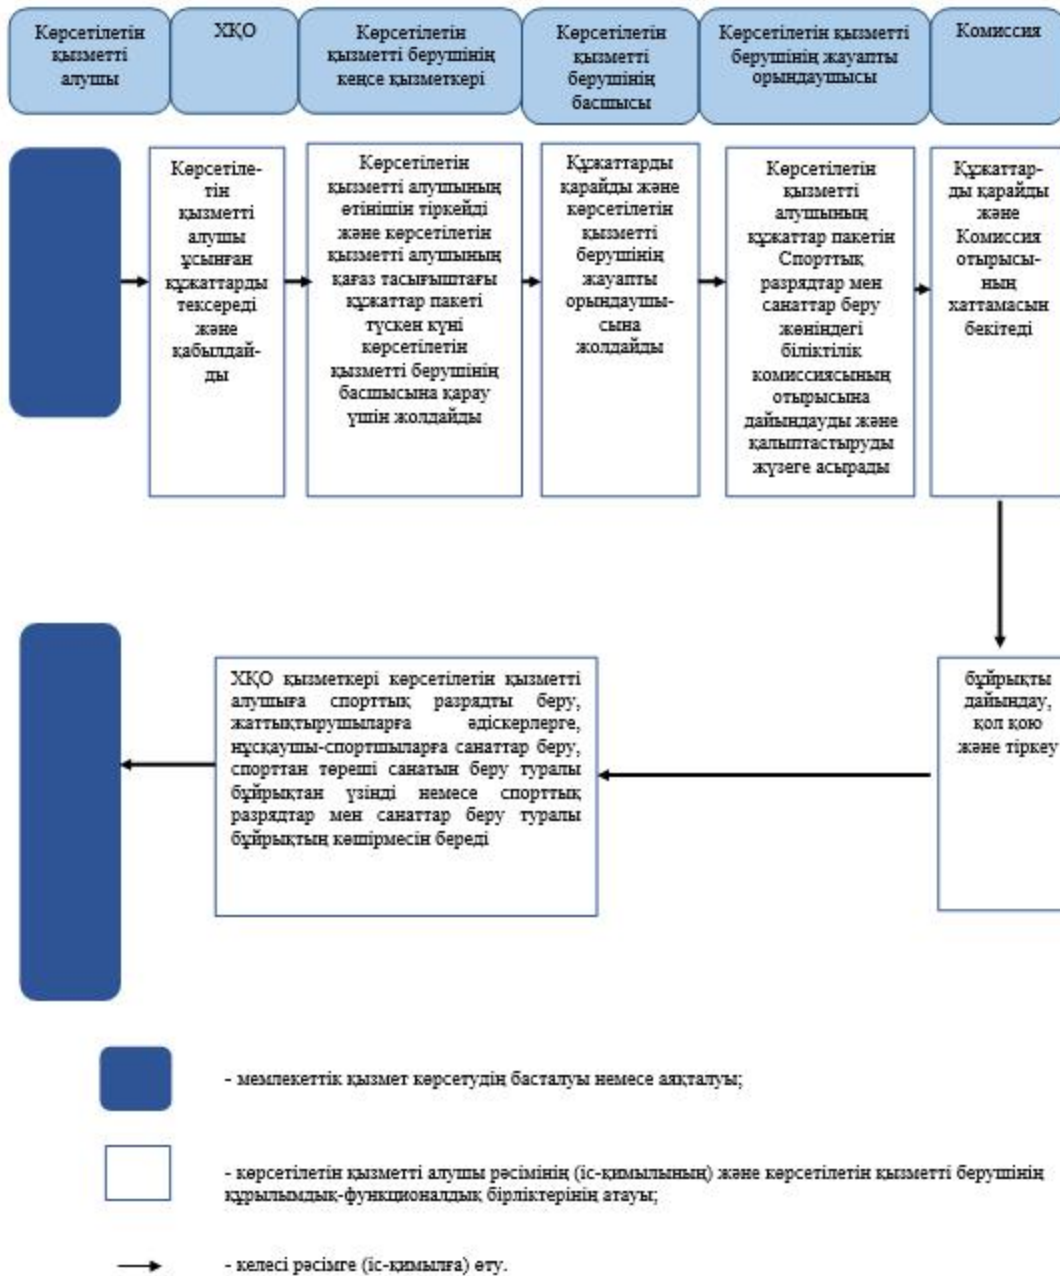 Көрсетілетін
қызметті
алушы
ХҚО
Көрсетілетін
қызметті берушінің
кеңсе қызметкері
Көрсетілетін
қызметті
берушінің
басшысы
Көрсетілетін қызметті
берушінің жауапты
орындаушысы
Комиссия
Көрсетіле-
тін
қызметті
алушы
ұсынған
құжаттарды
тексереді
және
қабылдай-
ды
Көрсетілетін
қызметті алушының
өтінішін тіркейді
және көрсетілетін
қызметті алушының
қағаз тасығыштағы
құжаттар пакеті
түскен күні
көрсетілетін
қызметті берушінің
басшысына қарау
үшін жолдайды
Құжаттарды
қарайды және
көрсетілетін
қызметті
берушінің
жауапты
орындаушы-
сына
жолдайды
Көрсетілетін
қызметті
алушының
құжаттар пакетін
Спорттық
разрядтар мен
санаттар беру
жөніндегі
біліктілік
комиссиясының
отырысына
дайындауды және
қалыптастыруды
жүзеге асырады
Құжаттар-
ды қарайды
және
Комиссия
отырысы-
ның
хаттамасын
бекітеді
ХҚО қызметкері көрсетілетін қызметті
алушыға спорттық разрядты беру,
жаттықтырушыларға әдіскерлерге,
нұсқаушы-спортшыларға санаттар беру,
спорттан төреші санатын беру туралы
бұйрықтан үзінді немесе спорттық
разрядтар мен санаттар беру туралы
бұйрықтың көшірмесін береді
бұйрықты
дайындау,
қол қою
және тіркеу
- мемлекеттік қызмет көрсетудің басталуы немесе аяқталуы;
- көрсетілетін қызметті алушы рәсімінің (іс-қимылының) және көрсетілетін қызметті берушінің
құрылымдық-функционалдық бірліктерінің атауы;
- келесі рәсімге (іс-қимылға) өту.